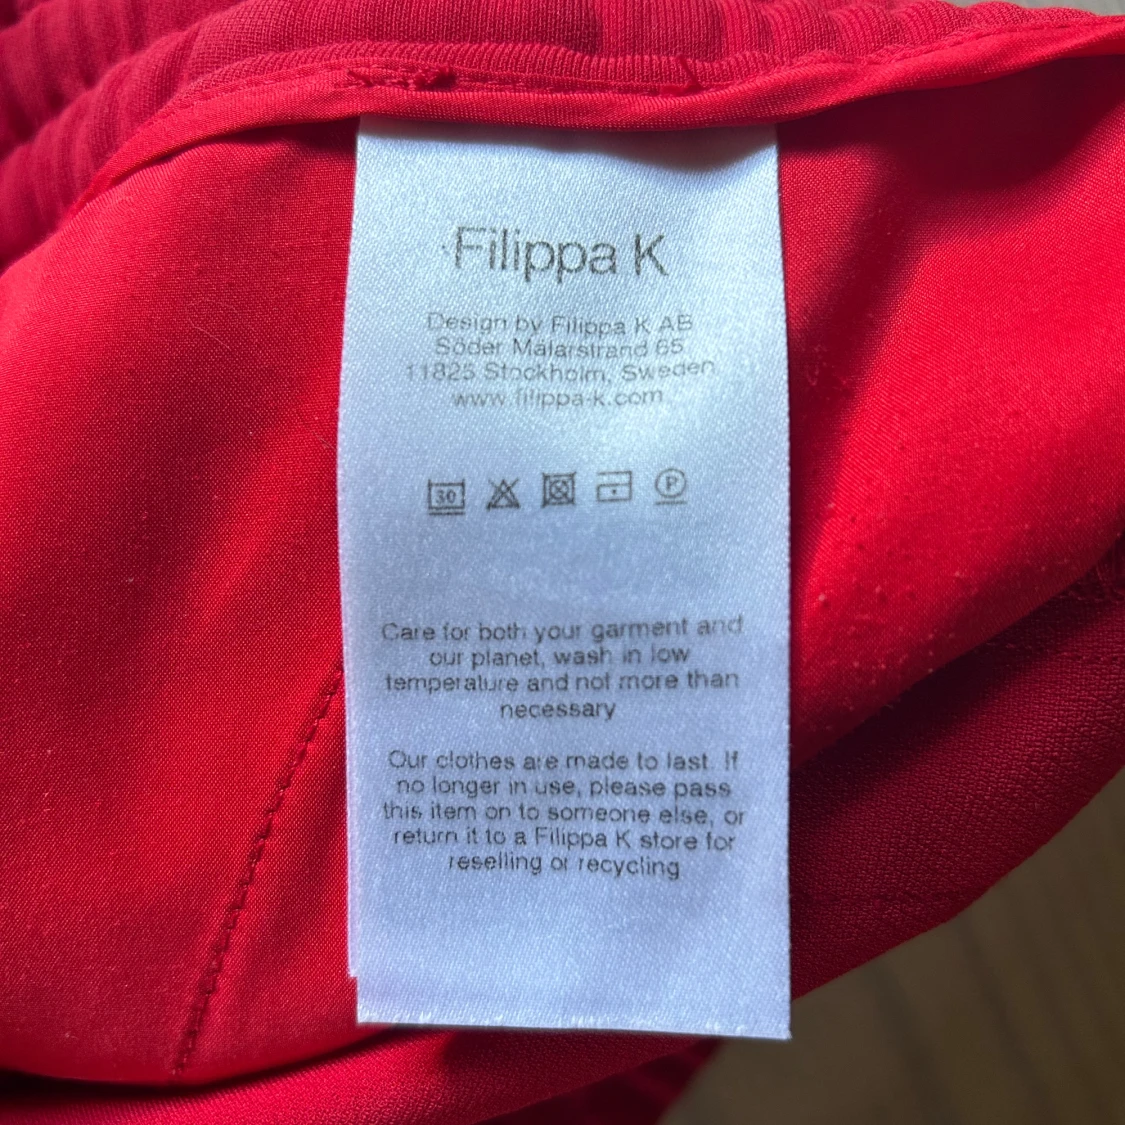 Filippa K
Design by Filippa K AB
Söder Mälarstrand 65
11825 Stockholm, Sweden
www.filippa-k.com
30 P
Care for both your garment and
our planet, wash in low
temperature and not more than
necessary
Our clothes are made to last. If
no longer in use, please pass
this item on to someone else, or
return it to a Filippa K store for
reselling or recycling